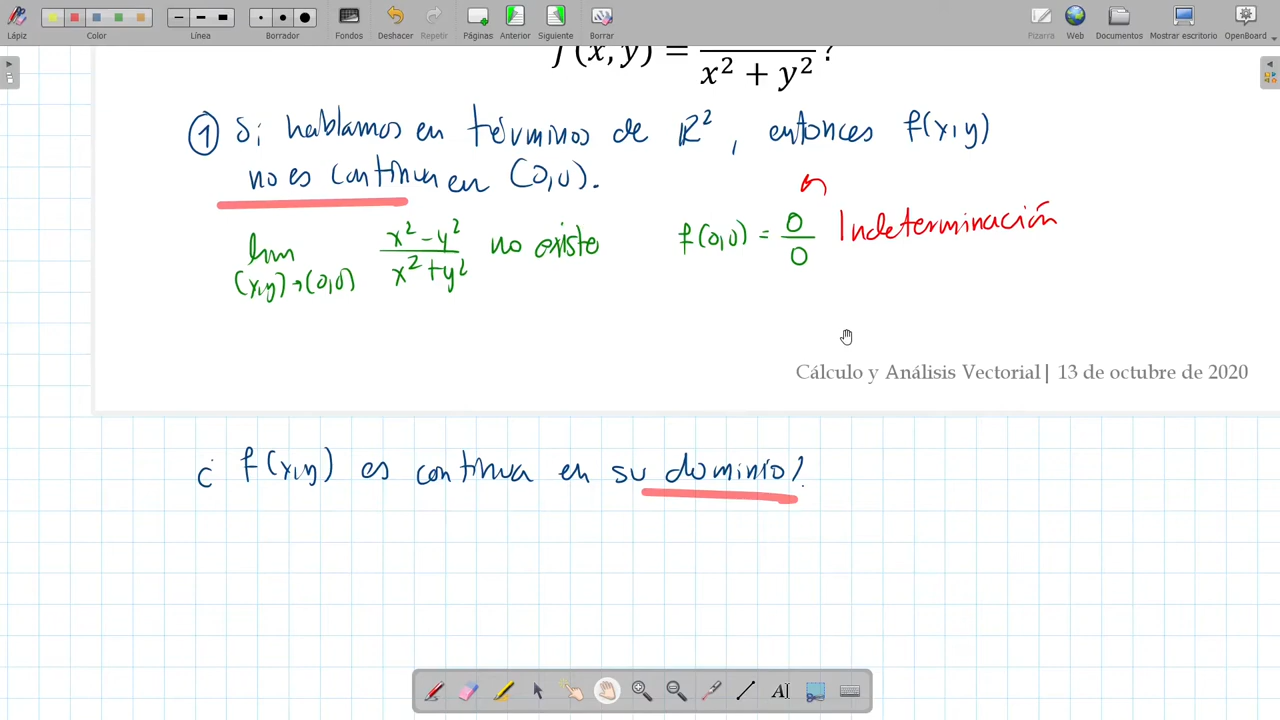 Lápiz Color Línea Borrador Fondos Deshacer Repetir Páginas Anterior Siguiente Borrar Pizarra Web Documentos Mostrar escritorio OpenBoard
f(x, y) = ――― ?
x² + y²
① Si hablamos en términos de ℝ², entonces f(x,y)
no es continua en (0,0).
lim (x,y)→(0,0) x² - y² / x² + y² no existe
f(0,0) = 0/0 Indeterminación
Cálculo y Análisis Vectorial| 13 de octubre de 2020
¿ f(x,y) es continua en su dominio?
AI